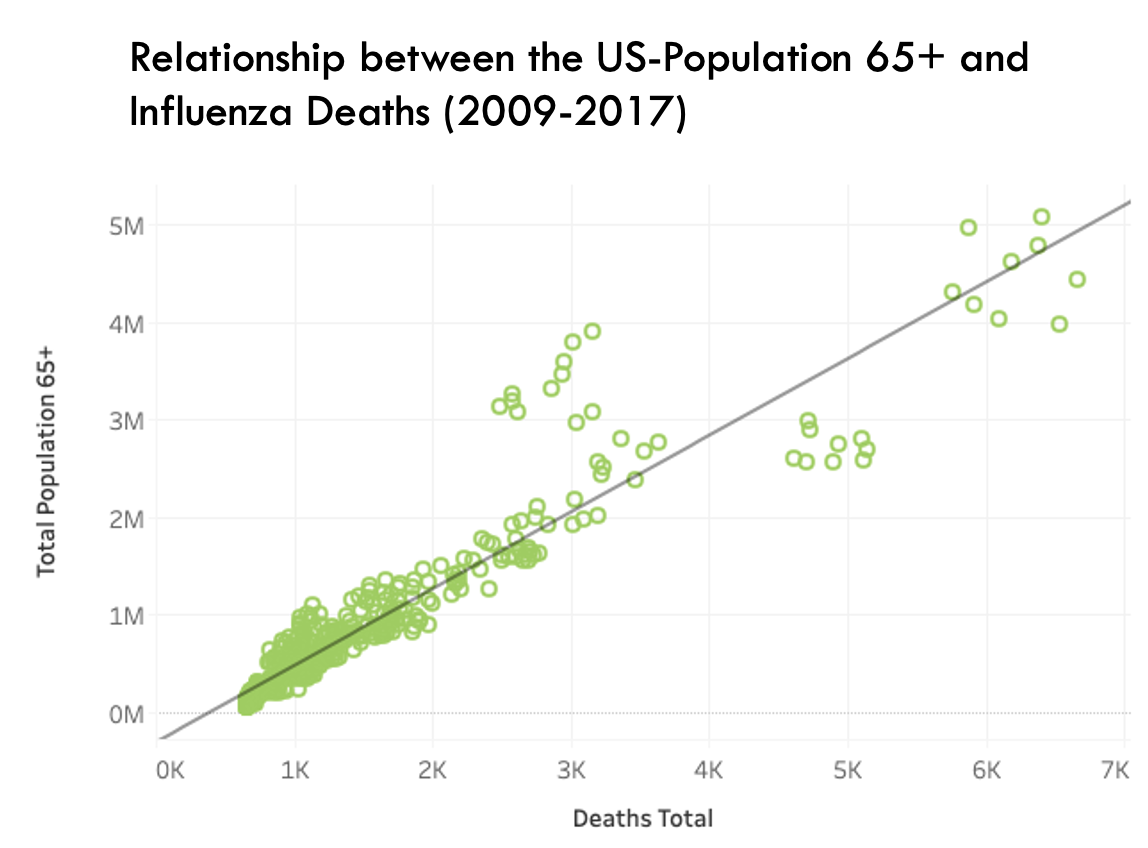 Relationship between the US-Population 65+ and
Influenza Deaths (2009-2017)
Total Population 65+
5M
4M
3M
2M
1M
0M
0K 1K 2K 3K 4K 5K 6K 7K
Deaths Total